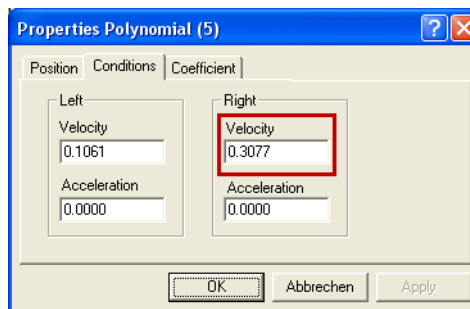 Properties Polynomial (5)
?
Position Conditions Coefficient
Left
Right
Velocity
Velocity
0.1061
0.3077
Acceleration
Acceleration
0.0000
0.0000
OK Abbrechen Apply